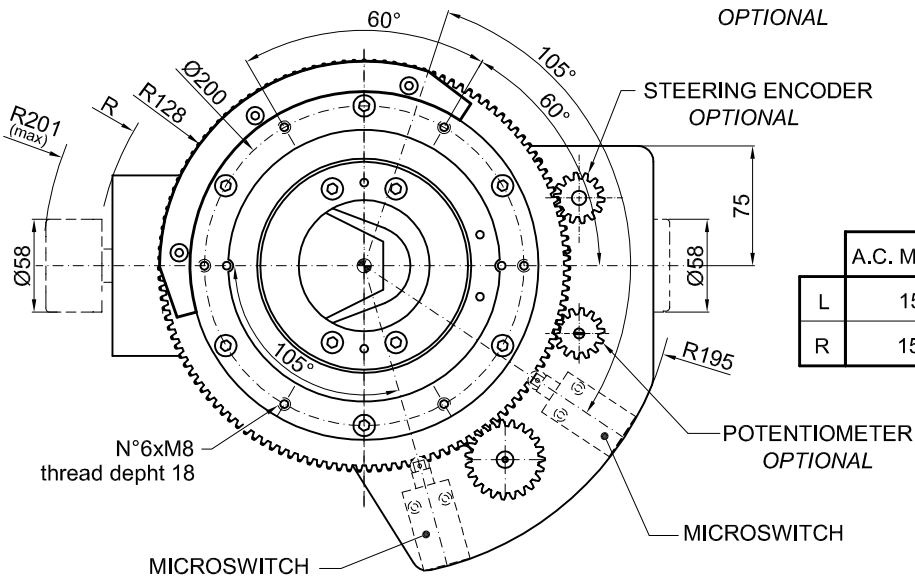 OPTIONAL
60°
105°
60°
STEERING ENCODER
OPTIONAL
Ø200
R128
R
R201
(max)
75
Ø58
Ø58
A.C. M
L 15
R 15
105°
R195
N°6xM8
thread depht 18
POTENTIOMETER
OPTIONAL
MICROSWITCH
MICROSWITCH